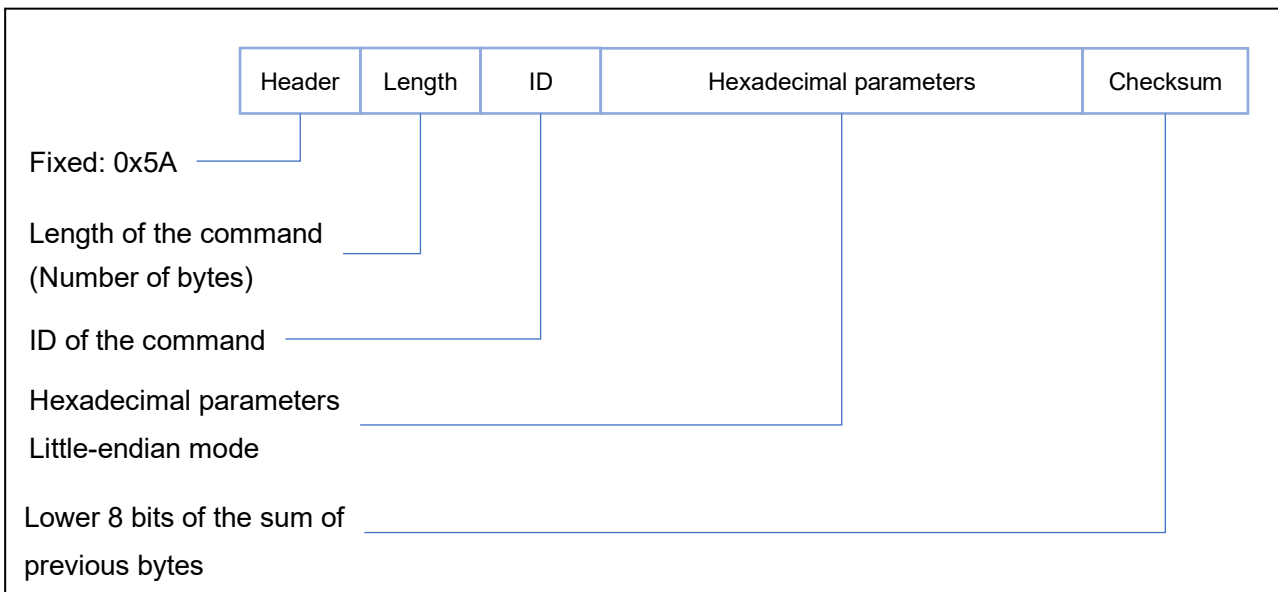 Header Length ID Hexadecimal parameters Checksum
Fixed: 0x5A
Length of the command
(Number of bytes)
ID of the command
Hexadecimal parameters
Little-endian mode
Lower 8 bits of the sum of
previous bytes